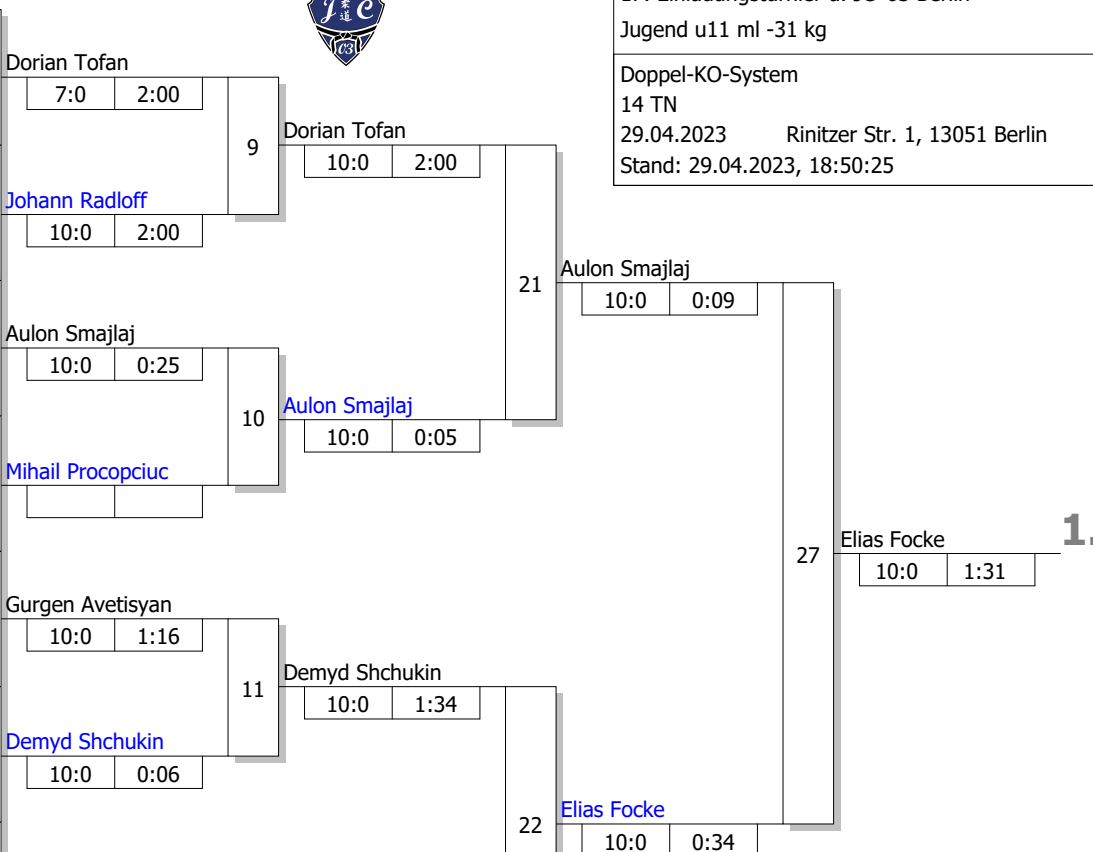 柔道
J C
03
Jugend u11 ml -31 kg
Doppel-KO-System
14 TN
29.04.2023 Rinitzer Str. 1, 13051 Berlin
Stand: 29.04.2023, 18:50:25
Dorian Tofan
7:0 2:00
9
Dorian Tofan
10:0 2:00
Johann Radloff
10:0 2:00
21
Aulon Smajlaj
10:0 0:09
Aulon Smajlaj
10:0 0:25
10
Aulon Smajlaj
10:0 0:05
Mihail Procopciuc
27
Elias Focke
1.
10:0 1:31
Gurgen Avetisyan
10:0 1:16
11
Demyd Shchukin
10:0 1:34
Demyd Shchukin
10:0 0:06
22
Elias Focke
10:0 0:34